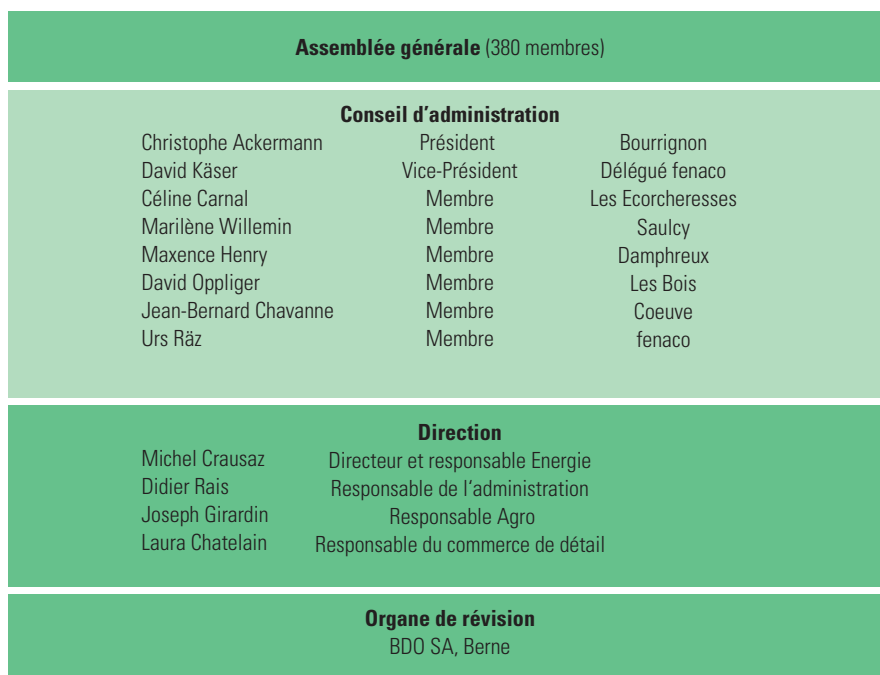 Assemblée générale (380 membres)
Conseil d'administration
Christophe Ackermann Président Bourrignon
David Käser Vice-Président Délégué fenaco
Céline Carnal Membre Les Ecorcheresses
Marilène Willemin Membre Saulcy
Maxence Henry Membre Damphreux
David Oppliger Membre Les Bois
Jean-Bernard Chavanne Membre Coeuve
Urs Räz Membre fenaco
Direction
Michel Crausaz Directeur et responsable Energie
Didier Rais Responsable de l'administration
Joseph Girardin Responsable Agro
Laura Chatelain Responsable du commerce de détail
Organe de révision
BDO SA, Berne